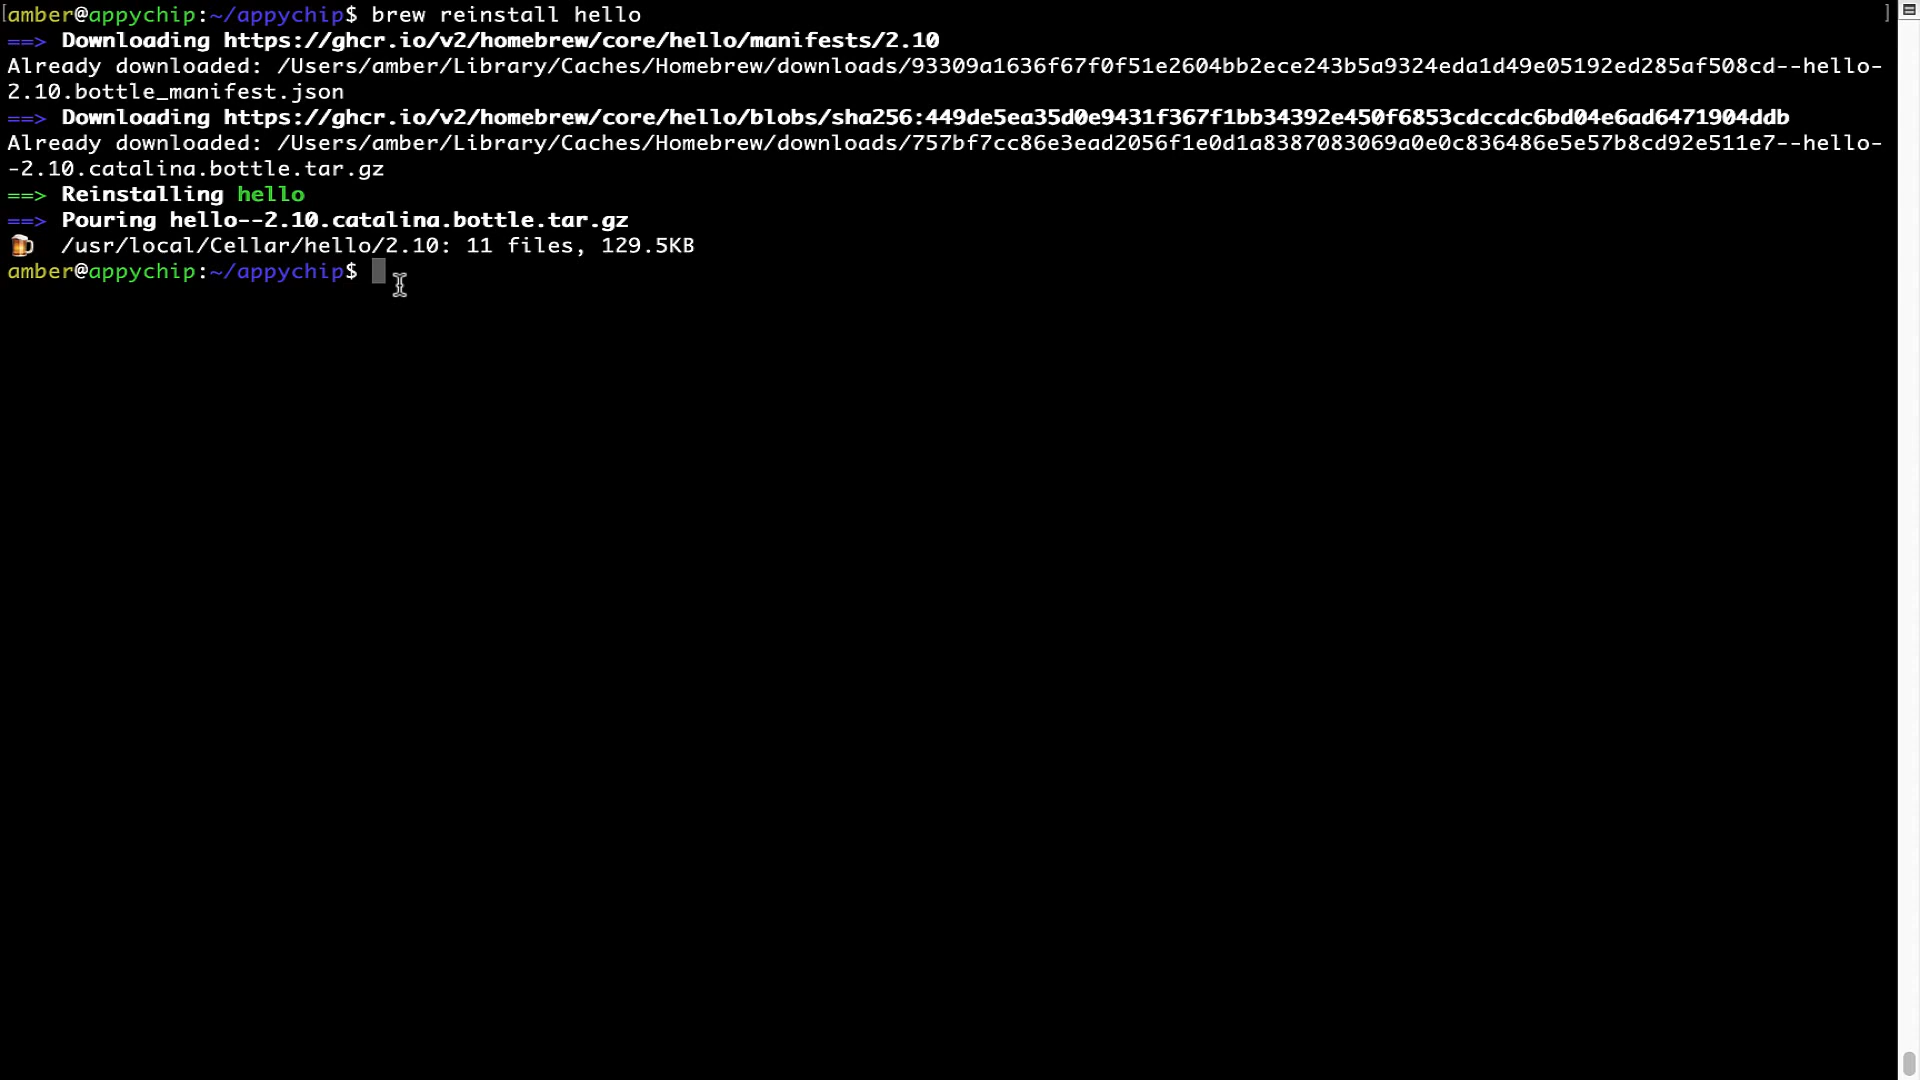 amber@appychip:~/appychip$ brew reinstall hello
==> Downloading https://ghcr.io/v2/homebrew/core/hello/manifests/2.10
Already downloaded: /Users/amber/Library/Caches/Homebrew/downloads/93309a1636f67f0f51e2604bb2ece243b5a9324eda1d49e05192ed285af508cd--hello-
2.10.bottle_manifest.json
==> Downloading https://ghcr.io/v2/homebrew/core/hello/blobs/sha256:449de5ea35d0e9431f367f1bb34392e450f6853cdccdc6bd04e6ad6471904ddb
Already downloaded: /Users/amber/Library/Caches/Homebrew/downloads/757bf7cc86e3ead2056f1e0d1a8387083069a0e0c836486e5e57b8cd92e511e7--hello-
-2.10.catalina.bottle.tar.gz
==> Reinstalling hello
==> Pouring hello--2.10.catalina.bottle.tar.gz
🍺  /usr/local/Cellar/hello/2.10: 11 files, 129.5KB
amber@appychip:~/appychip$